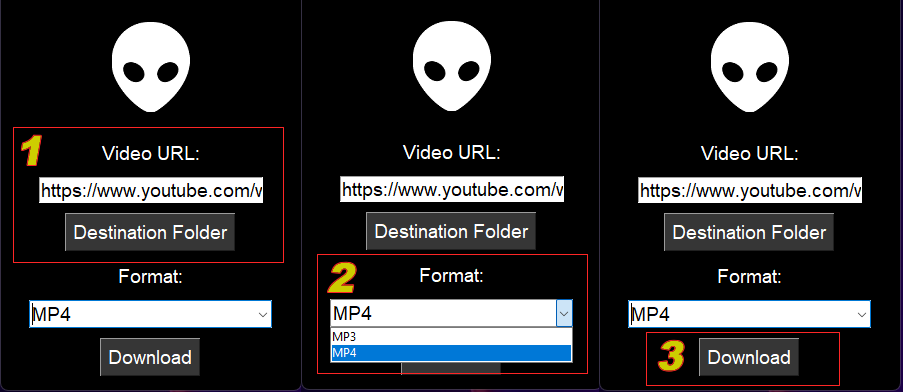 1
Video URL:
https://www.youtube.com/w
Destination Folder
Format:
MP4
Download
Video URL:
https://www.youtube.com/w
Destination Folder
2
Format:
MP4
MP3
MP4
Video URL:
https://www.youtube.com/w
Destination Folder
Format:
MP4
3
Download